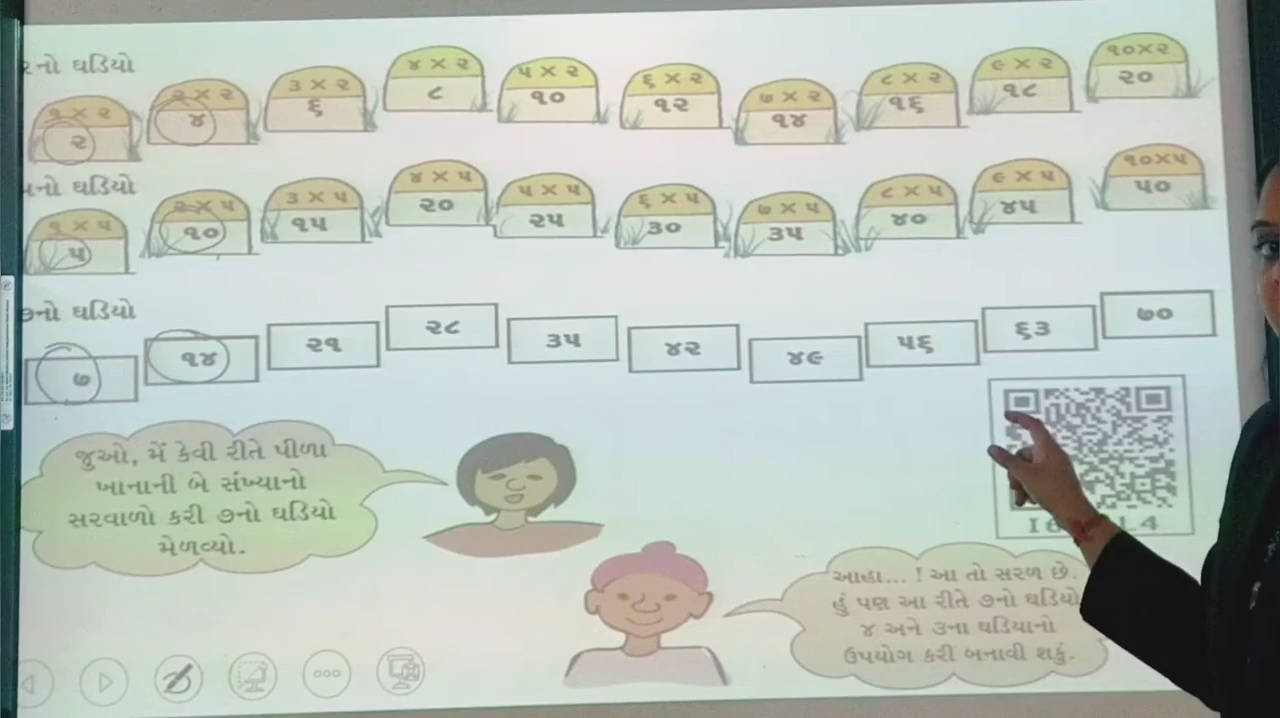 ૨નો ઘડિયો
૧ × ૨ ૨ × ૨ ૩ × ૨ ૪ × ૨ ૫ × ૨ ૬ × ૨ ૭ × ૨ ૮ × ૨ ૯ × ૨ ૧૦×૨
૨ ૪ ૬ ૮ ૧૦ ૧૨ ૧૪ ૧૬ ૧૮ ૨૦
૫નો ઘડિયો
૧ × ૫ ૨ × ૫ ૩ × ૫ ૪ × ૫ ૫ × ૫ ૬ × ૫ ૭ × ૫ ૮ × ૫ ૯ × ૫ ૧૦×૫
૫ ૧૦ ૧૫ ૨૦ ૨૫ ૩૦ ૩૫ ૪૦ ૪૫ ૫૦
૭નો ઘડિયો
૭ ૧૪ ૨૧ ૨૮ ૩૫ ૪૨ ૪૯ ૫૬ ૬૩ ૭૦
જુઓ, મેં કેવી રીતે પીળા
ખાનાની બે સંખ્યાનો
સરવાળો કરી ૭નો ઘડિયો
મેળવ્યો.
આહા... ! આ તો સરળ છે.
હું પણ આ રીતે ૭નો ઘડિયો
૪ અને ૩ના ઘડિયાનો
ઉપયોગ કરી બનાવી શકું.